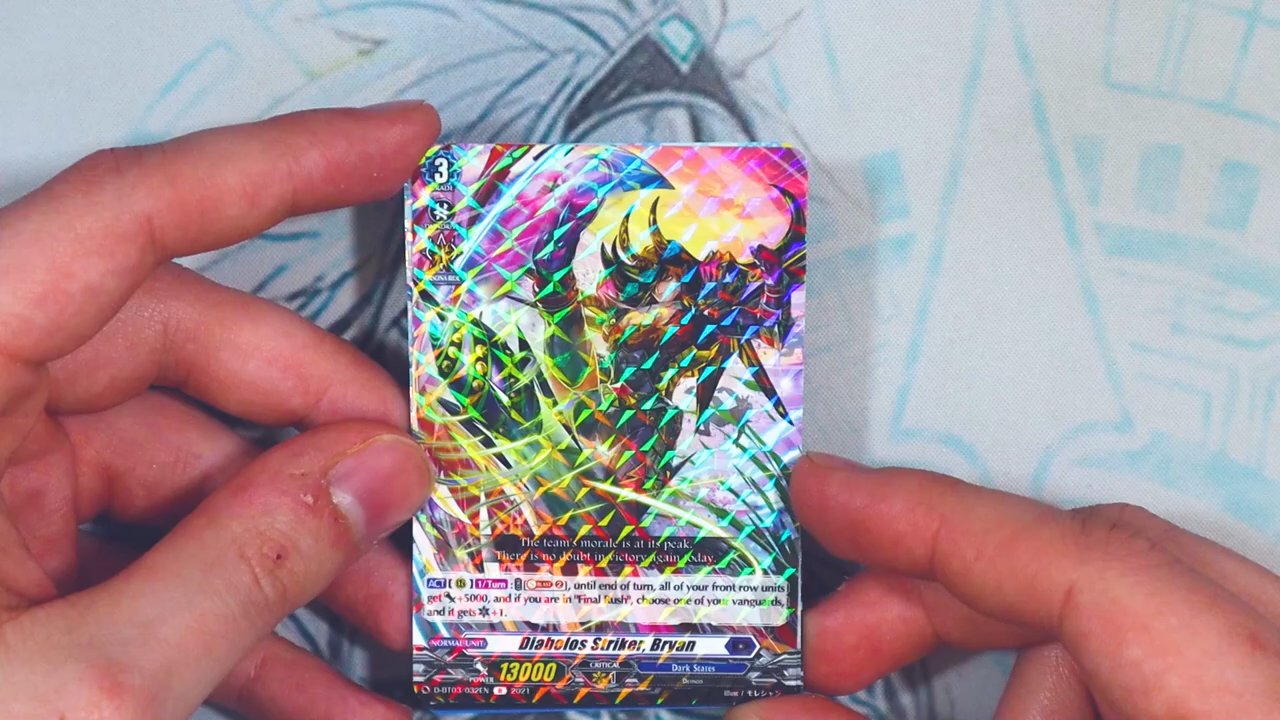 3
The team's morale is at its peak.
There is no doubt in victory again today.
ACT 1/Turn : 2, until end of turn, all of your front row units
get +5000, and if you are in "Final Rush", choose one of your vanguards,
and it gets +1.
NORMAL UNIT Diabolos Striker, Bryan
POWER 13000 CRITICAL 1 Dark States
Demon
D-BT03/032EN R 2021 Illust / モレシャン